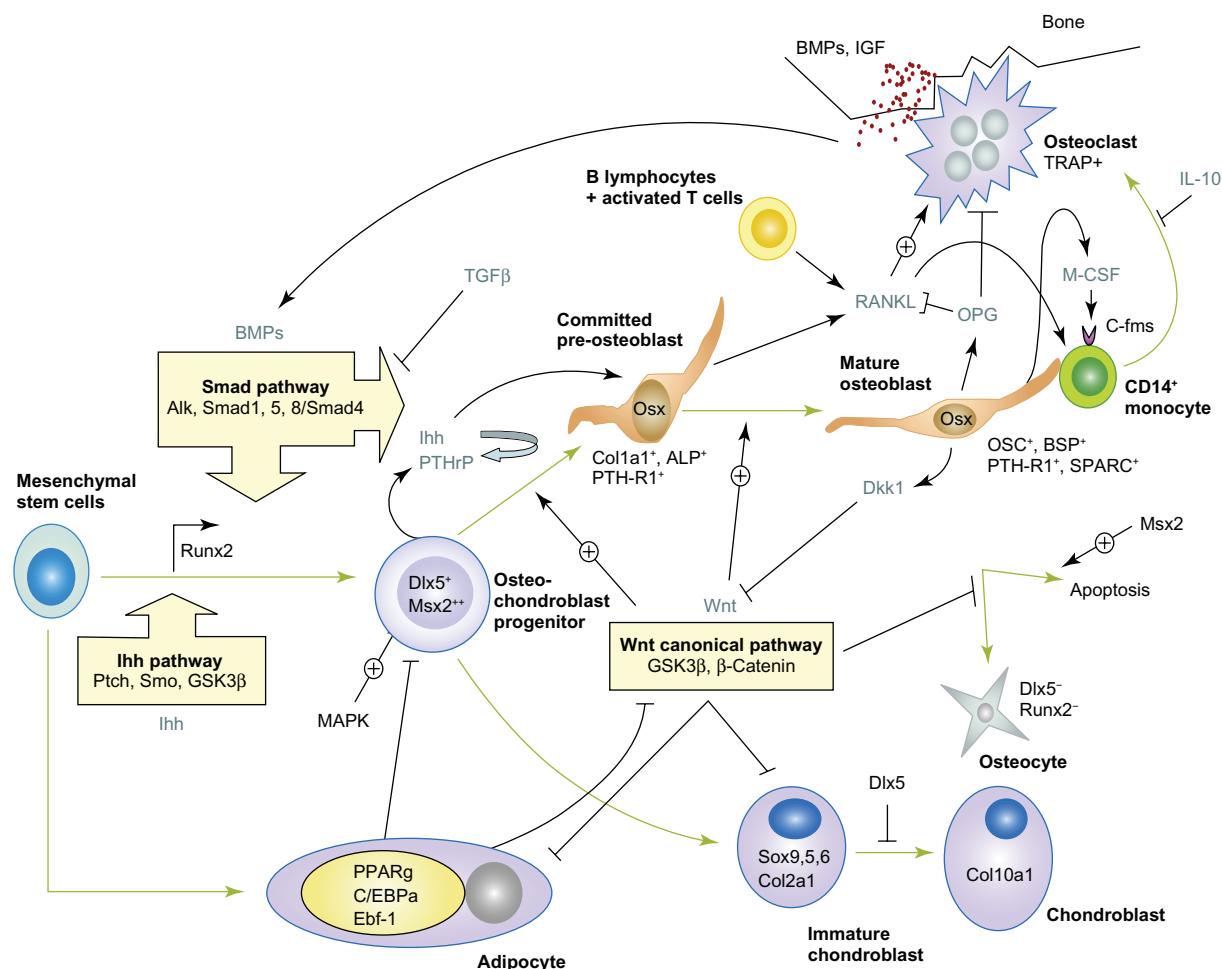 Bone
BMPs, IGF
Osteoclast
TRAP+
IL-10
B lymphocytes
+ activated T cells
+
M-CSF
TGFβ
RANKL
OPG
C-fms
BMPs
Committed
pre-osteoblast
Mature
osteoblast
CD14⁺
monocyte
Smad pathway
Alk, Smad1, 5, 8/Smad4
Osx
Osx
Ihh
PTHrP
Col1a1⁺, ALP⁺
PTH-R1⁺
+
OSC⁺, BSP⁺
PTH-R1⁺, SPARC⁺
Dkk1
Mesenchymal
stem cells
Runx2
+
Msx2
+
Apoptosis
Dlx5⁺
Msx2⁺⁺
Osteo-
chondroblast
progenitor
Wnt
Wnt canonical pathway
GSK3β, β-Catenin
Ihh pathway
Ptch, Smo, GSK3β
Ihh
+
MAPK
Dlx5⁻
Runx2⁻
Osteocyte
Dlx5
Sox9,5,6
Col2a1
Col10a1
PPARg
C/EBPa
Ebf-1
Immature
chondroblast
Chondroblast
Adipocyte